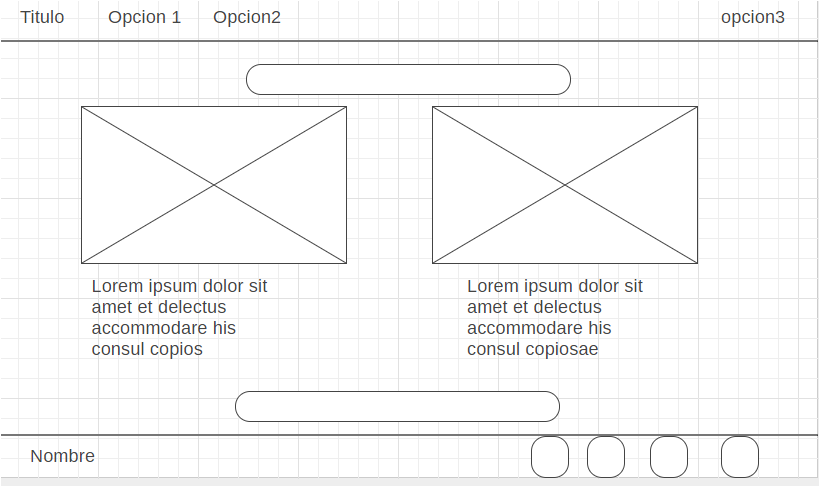 Titulo Opcion 1 Opcion2 opcion3
Lorem ipsum dolor sit
amet et delectus
accommodare his
consul copios
Lorem ipsum dolor sit
amet et delectus
accommodare his
consul copiosae
Nombre